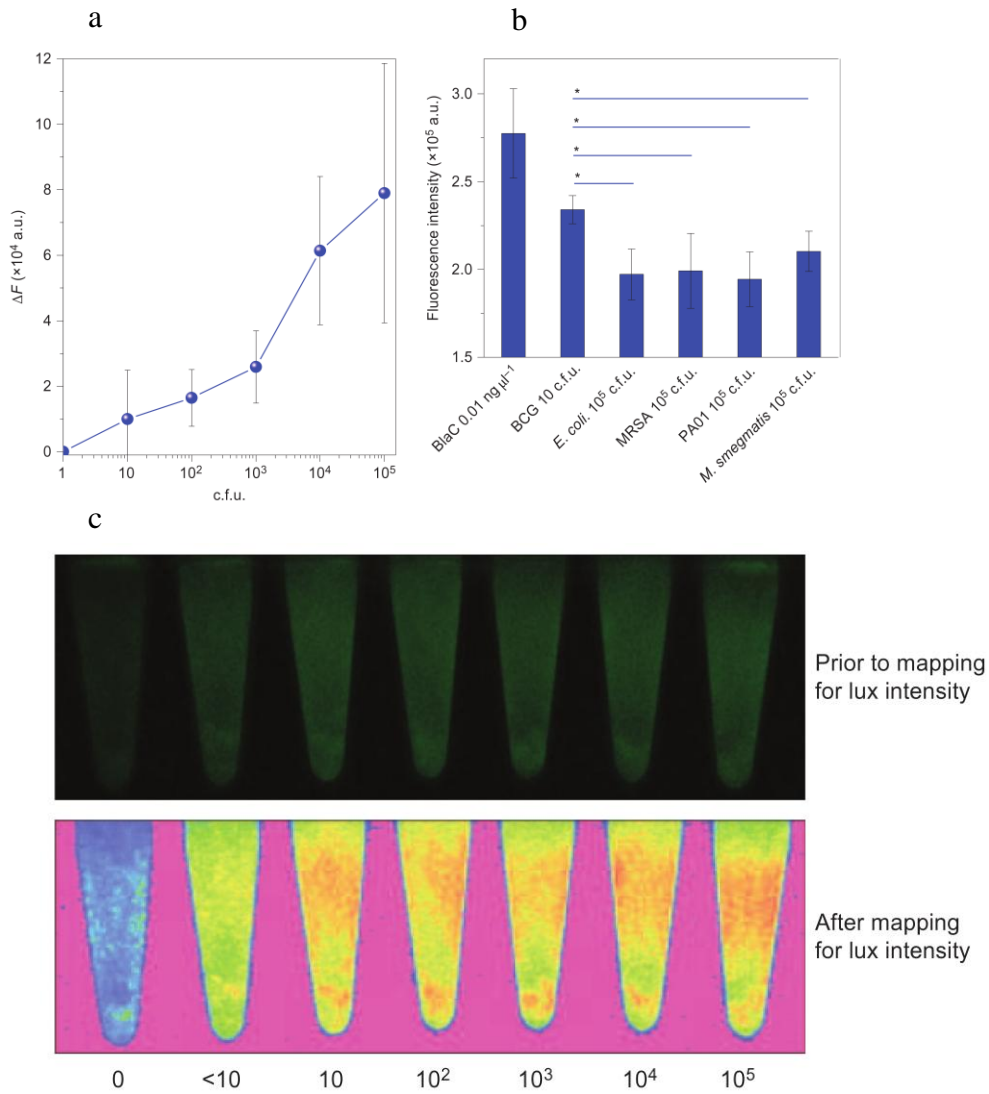 a
12
10
8
6
4
2
0
ΔF (×10⁴ a.u.)
1 10 10² 10³ 10⁴ 10⁵
c.f.u.
b
3.0
2.5
2.0
1.5
Fluorescence intensity (×10⁵ a.u.)
*
*
*
*
BlaC 0.01 ng μl⁻¹
BCG 10 c.f.u.
E. coli. 10⁵ c.f.u.
MRSA 10⁵ c.f.u.
PA01 10⁵ c.f.u.
M. smegmatis 10⁵ c.f.u.
c
Prior to mapping
for lux intensity
After mapping
for lux intensity
0 <10 10 10² 10³ 10⁴ 10⁵